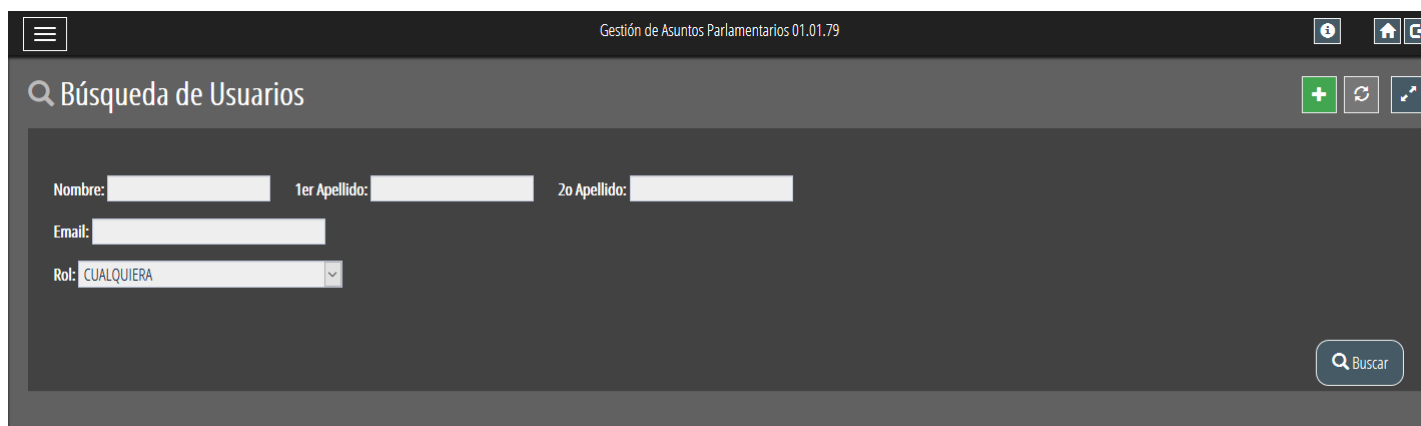 Gestión de Asuntos Parlamentarios 01.01.79
Búsqueda de Usuarios
Nombre: 1er Apellido: 2o Apellido:
Email:
Rol: CUALQUIERA
Buscar